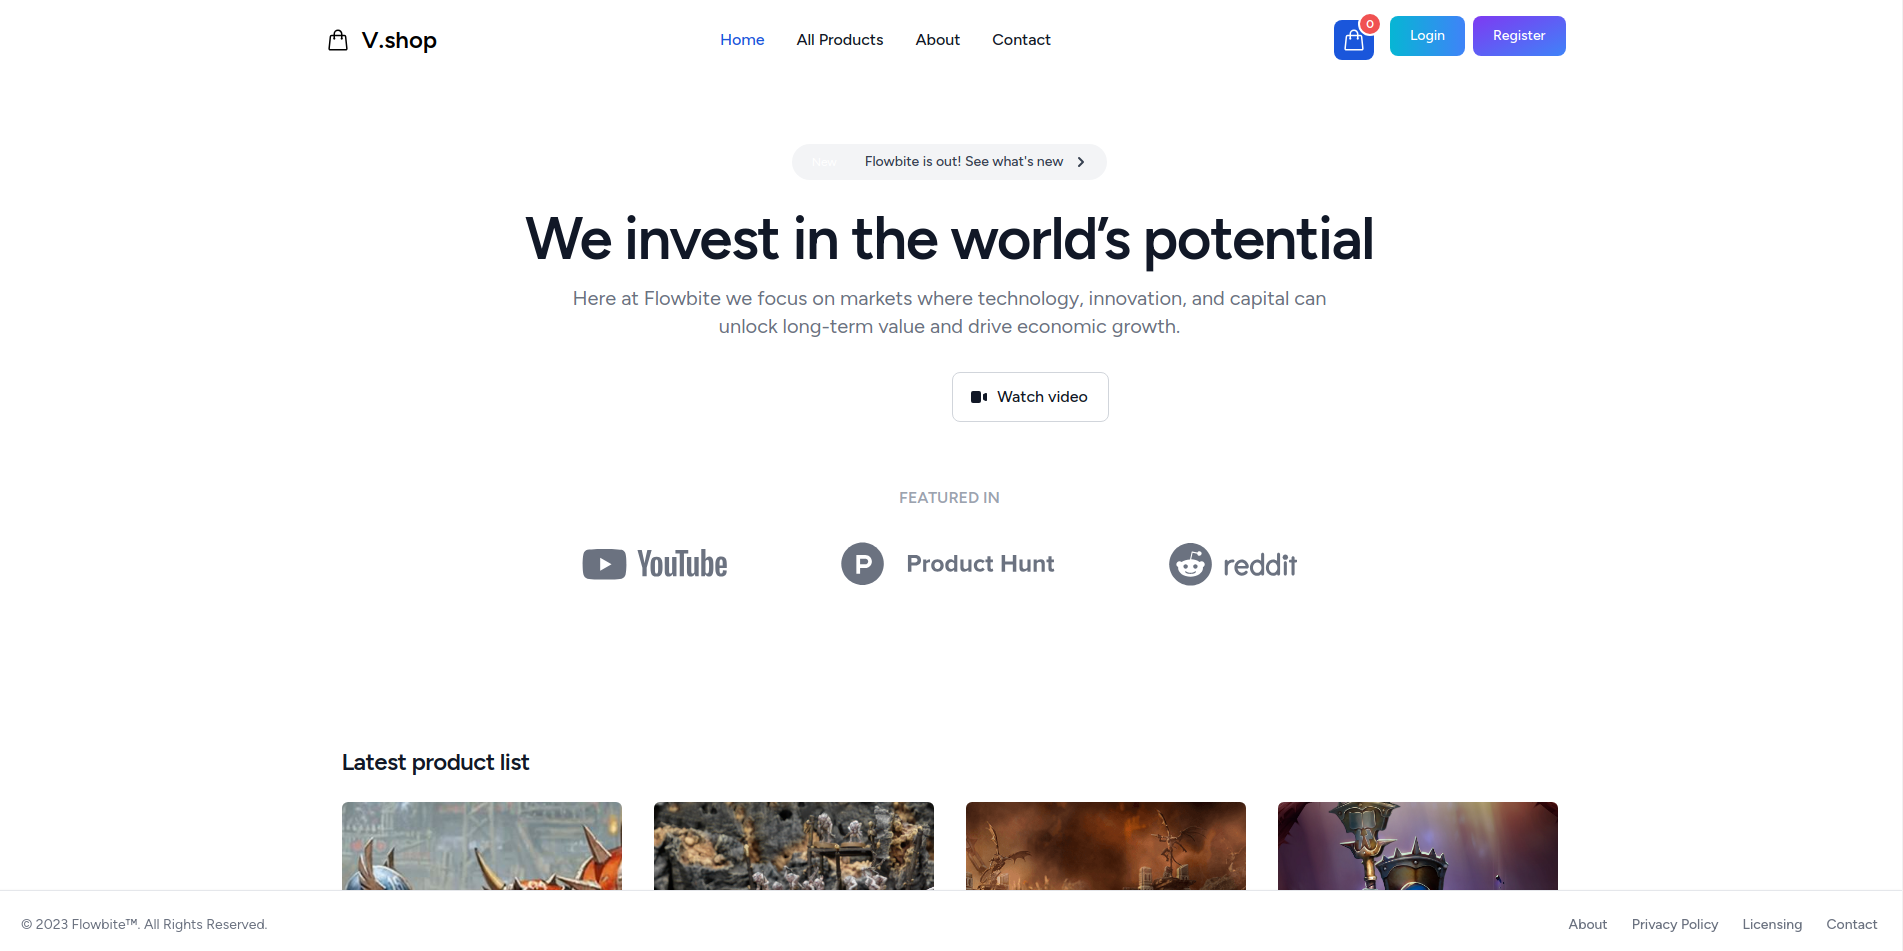 V.shop
Home
All Products
About
Contact
0
Login
Register
New
Flowbite is out! See what's new
We invest in the world’s potential
Here at Flowbite we focus on markets where technology, innovation, and capital can
unlock long-term value and drive economic growth.
Watch video
FEATURED IN
YouTube
Product Hunt
reddit
Latest product list
© 2023 Flowbite™. All Rights Reserved.
About
Privacy Policy
Licensing
Contact